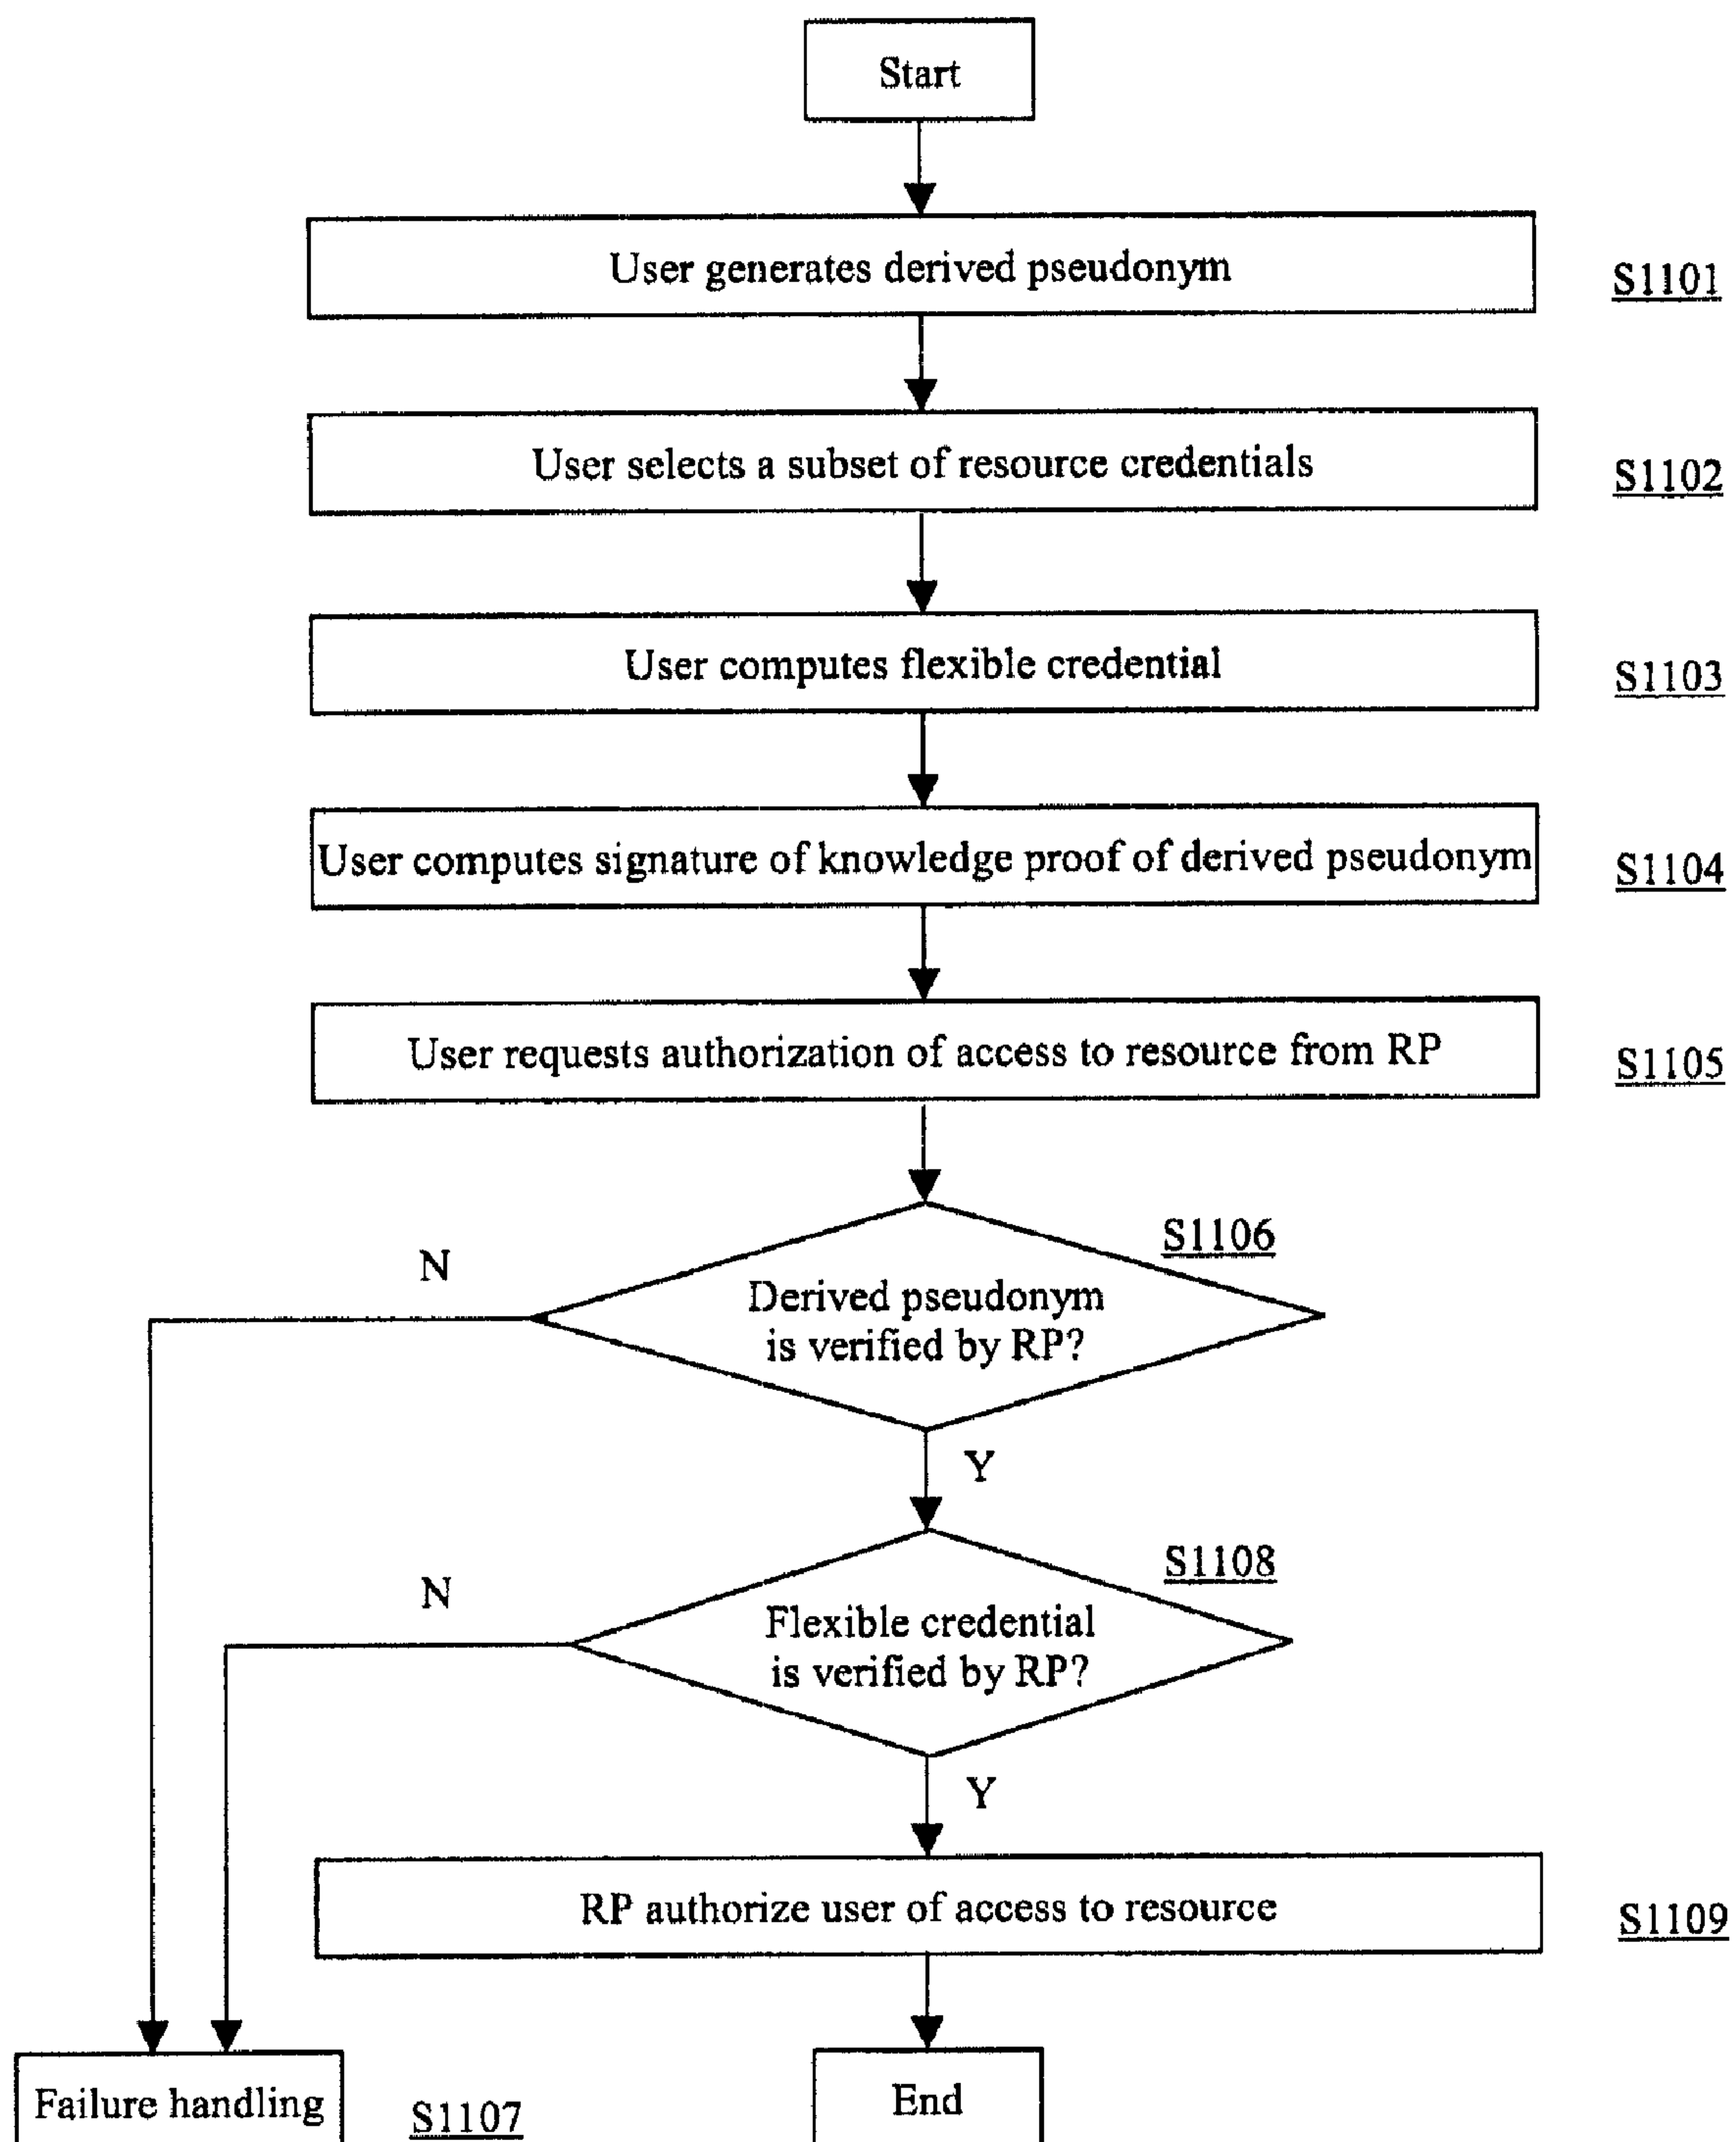 Start
User generates derived pseudonym
S1101
User selects a subset of resource credentials
S1102
User computes flexible credential
S1103
User computes signature of knowledge proof of derived pseudonym
S1104
User requests authorization of access to resource from RP
S1105
S1106
N
Derived pseudonym
is verified by RP?
Y
S1108
N
Flexible credential
is verified by RP?
Y
RP authorize user of access to resource
S1109
Failure handling
S1107
End